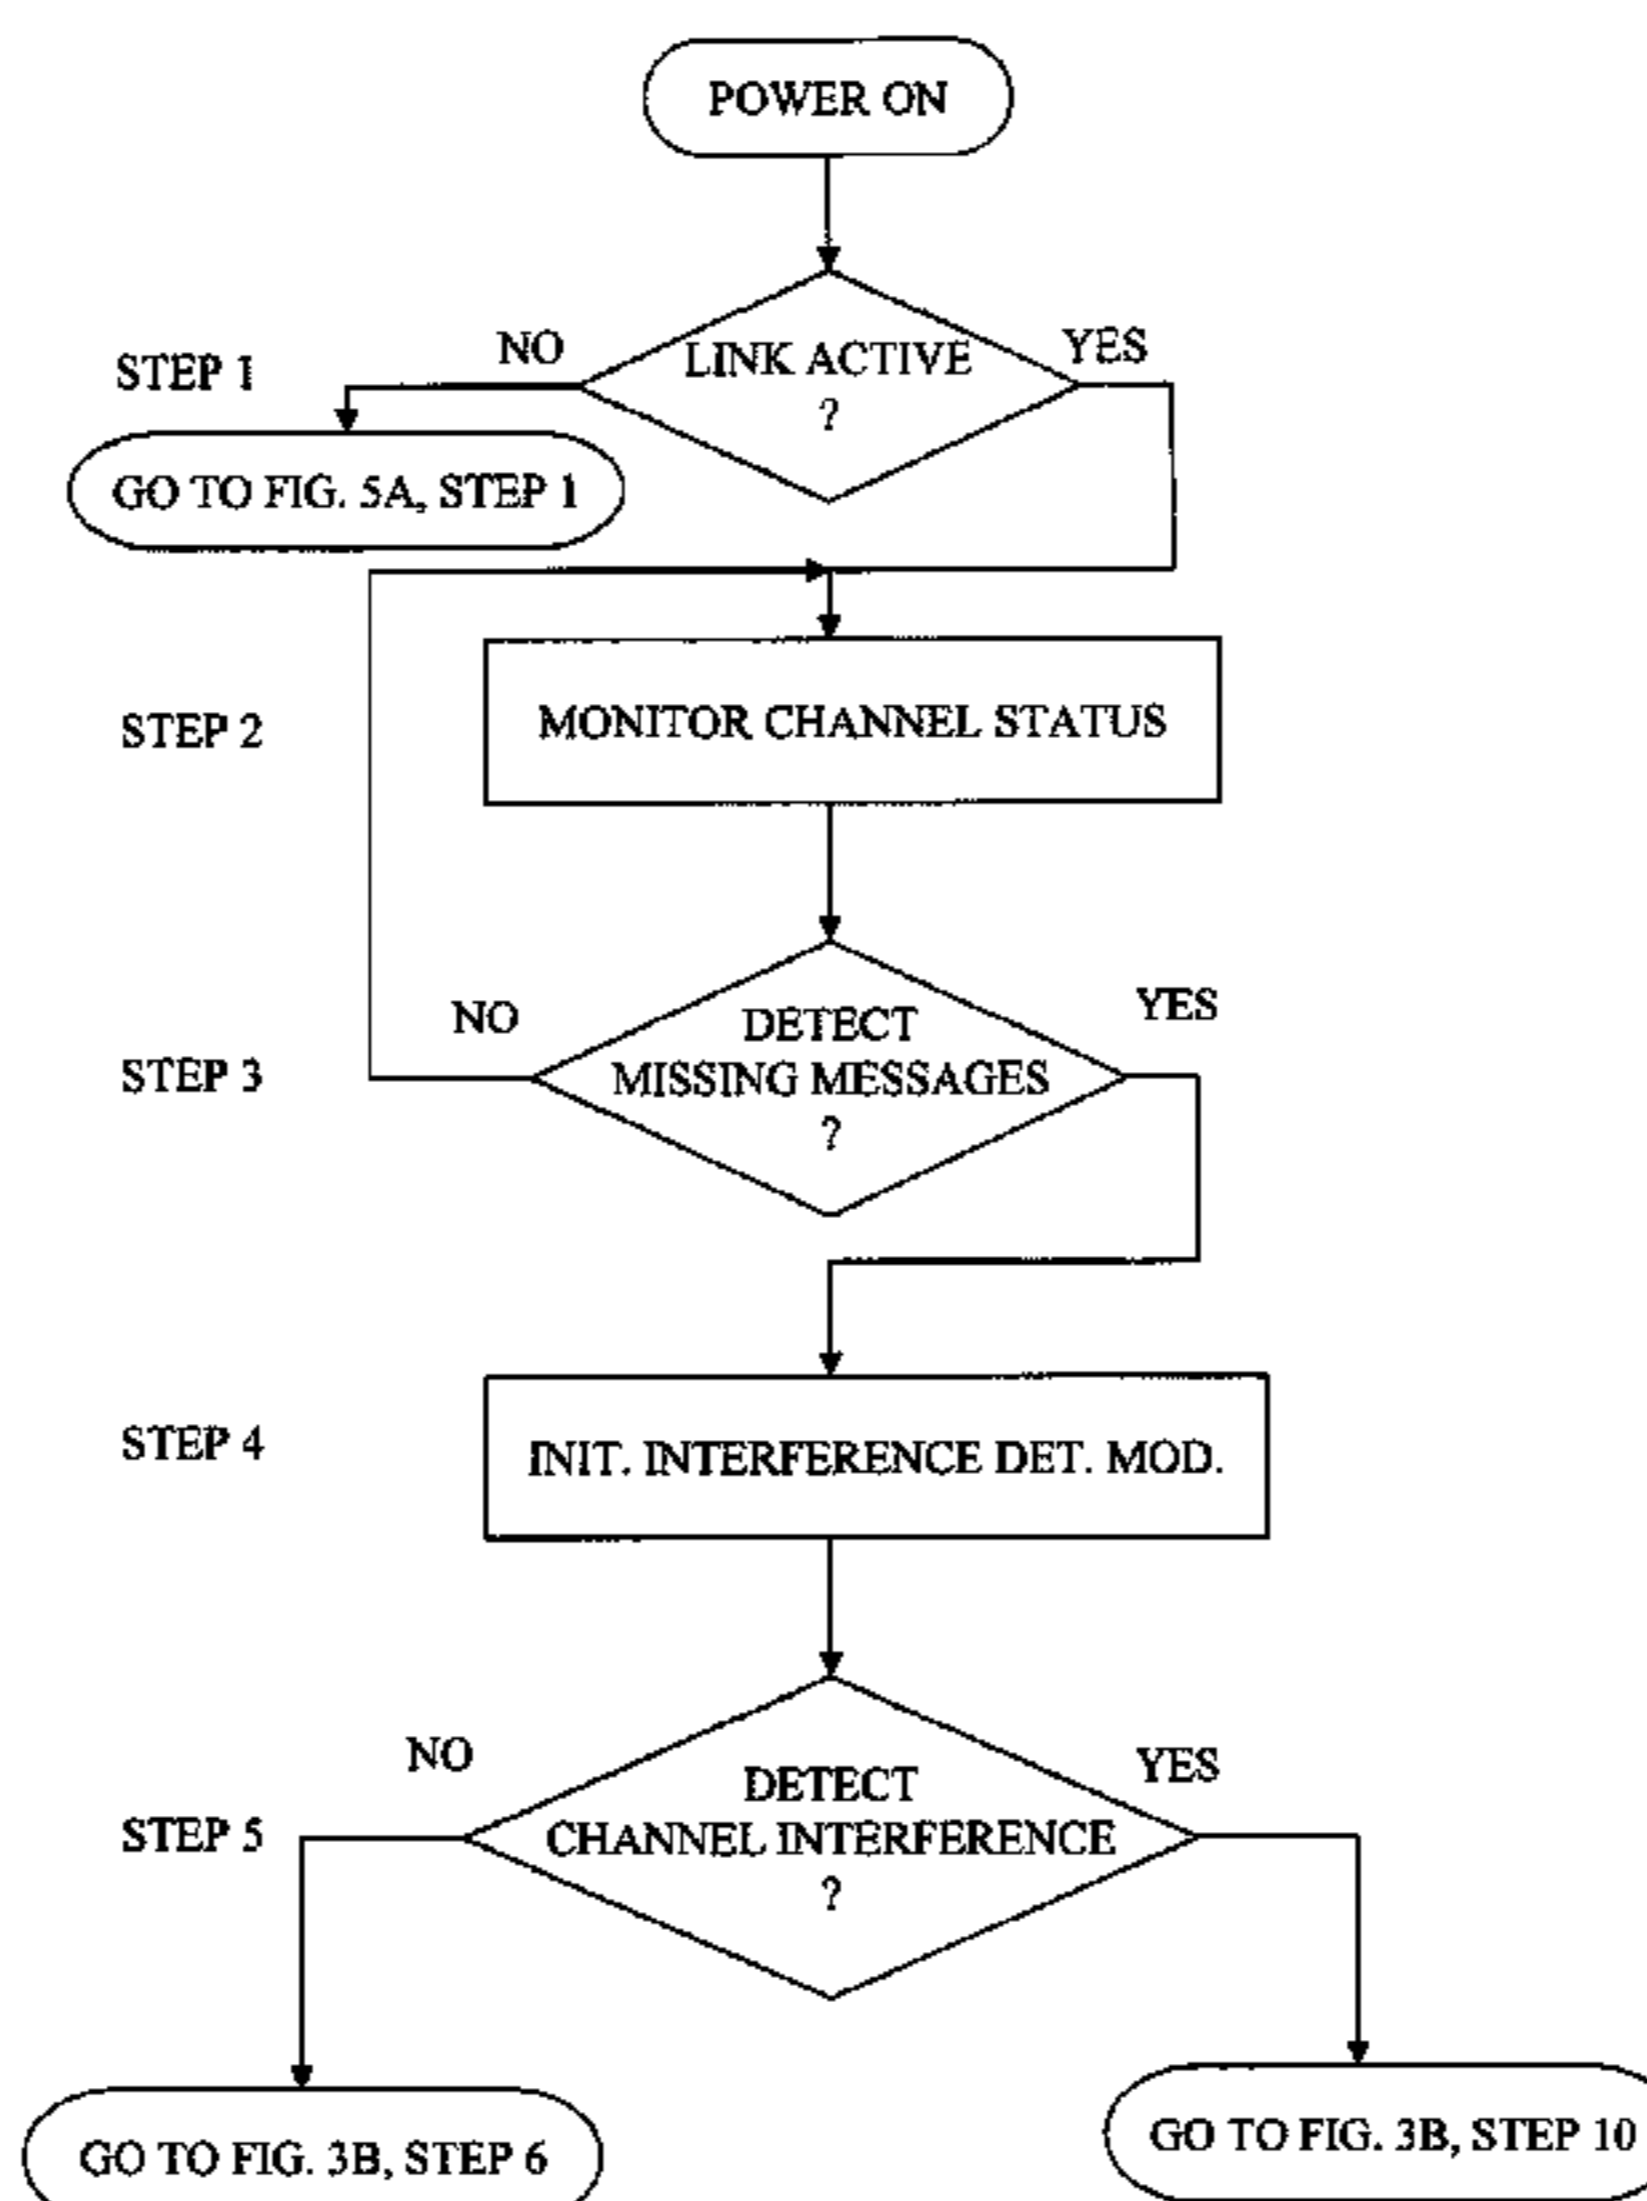 POWER ON
NO
YES
STEP 1
LINK ACTIVE
?
GO TO FIG. 5A, STEP 1
STEP 2
MONITOR CHANNEL STATUS
NO
YES
STEP 3
DETECT
MISSING MESSAGES
?
STEP 4
INIT. INTERFERENCE DET. MOD.
NO
YES
STEP 5
DETECT
CHANNEL INTERFERENCE
?
GO TO FIG. 3B, STEP 6
GO TO FIG. 3B, STEP 10